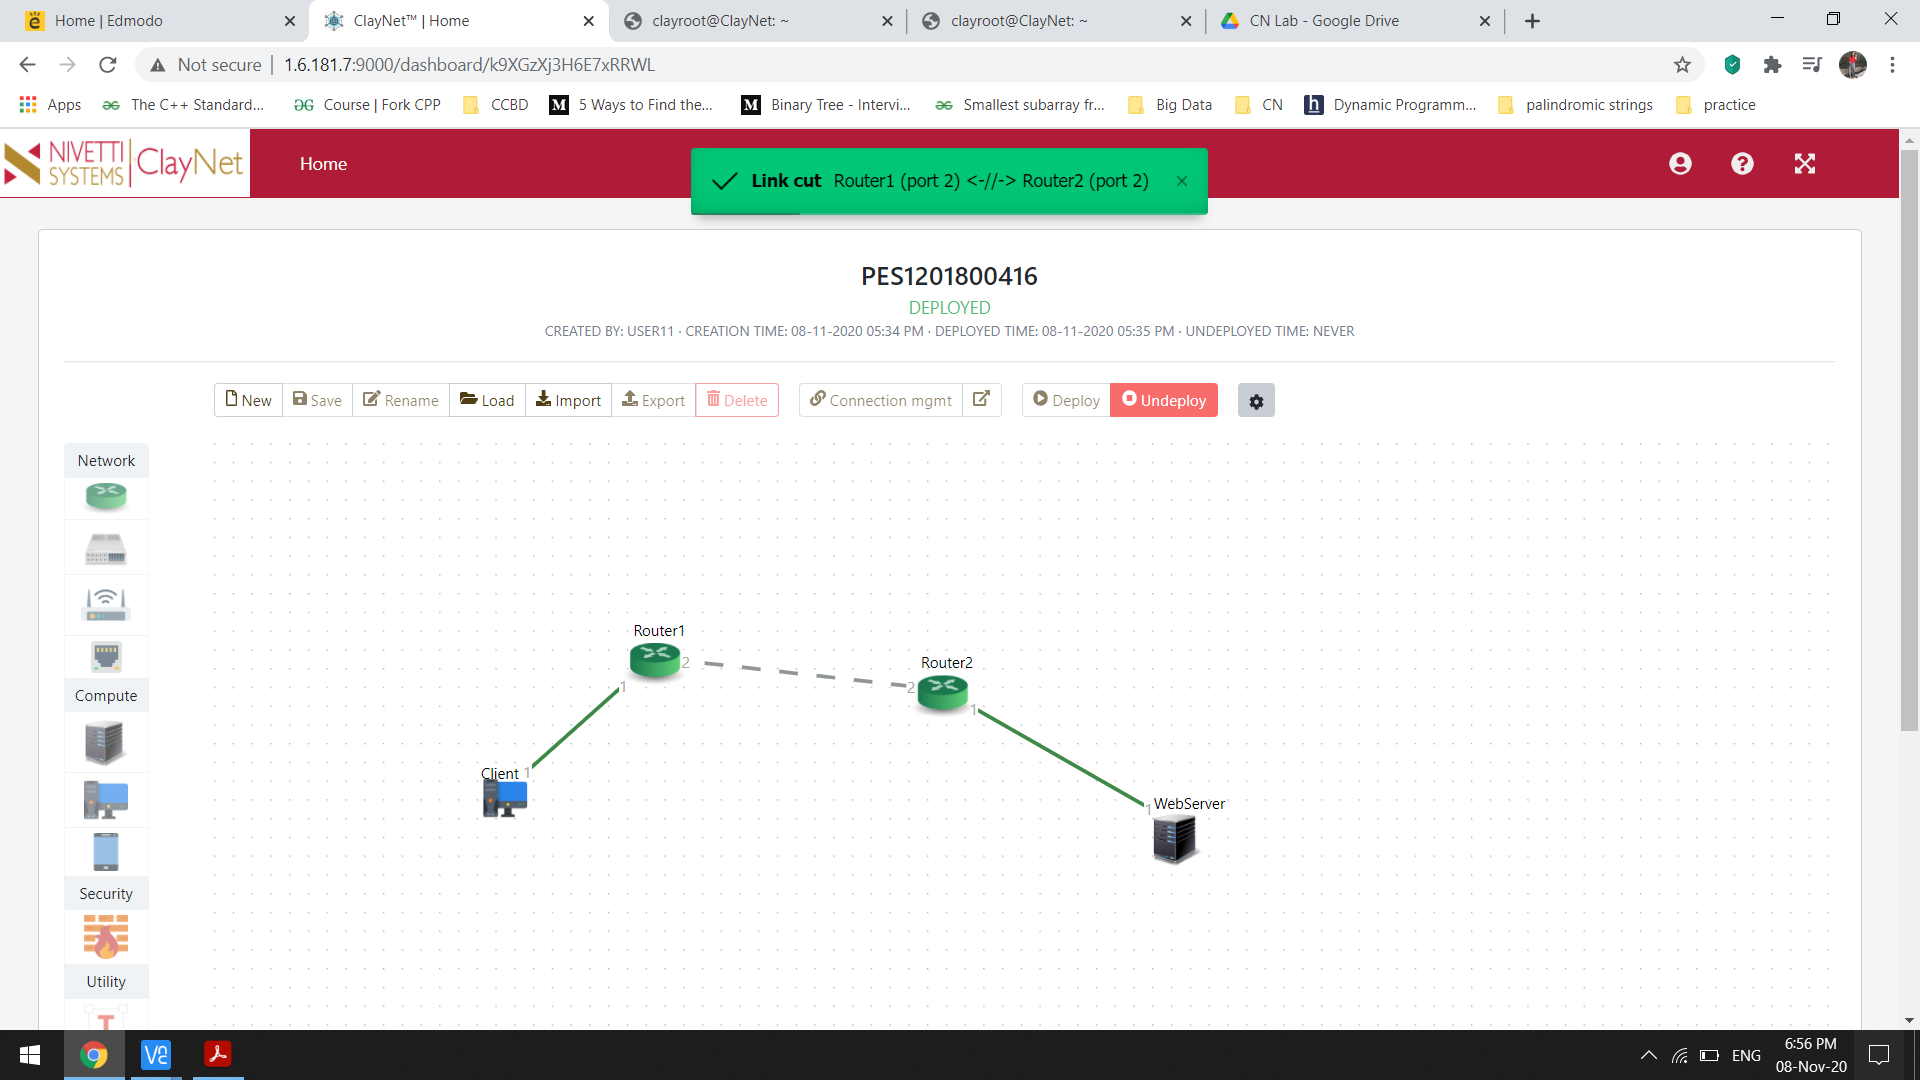 Home | Edmodo
ClayNet™ | Home
clayroot@ClayNet: ~
clayroot@ClayNet: ~
CN Lab - Google Drive
Not secure | 1.6.181.7:9000/dashboard/k9XGzXj3H6E7xRRWL
Apps
The C++ Standard...
Course | Fork CPP
CCBD
5 Ways to Find the...
Binary Tree - Intervi...
Smallest subarray fr...
Big Data
CN
Dynamic Programm...
palindromic strings
practice
NIVETTI SYSTEMS | ClayNet
Home
Link cut Router1 (port 2) <-//-> Router2 (port 2)
PES1201800416
DEPLOYED
CREATED BY: USER11 · CREATION TIME: 08-11-2020 05:34 PM · DEPLOYED TIME: 08-11-2020 05:35 PM · UNDEPLOYED TIME: NEVER
New Save Rename Load Import Export Delete Connection mgmt Deploy Undeploy
Network
Compute
Security
Utility
T
Router1
2
1
Router2
2
1
Client 1
1 WebServer
ENG
6:56 PM
08-Nov-20